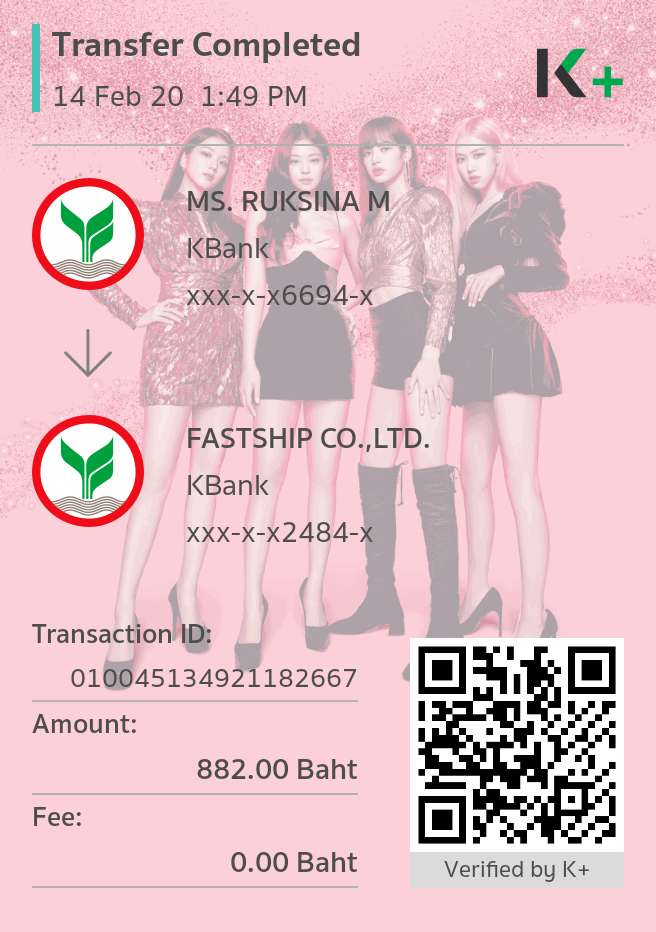 Transfer Completed
14 Feb 20 1:49 PM
K+
MS. RUKSINA M
KBank
xxx-x-x6694-x
FASTSHIP CO.,LTD.
KBank
xxx-x-x2484-x
Transaction ID:
010045134921182667
Amount:
882.00 Baht
Fee:
0.00 Baht
Verified by K+